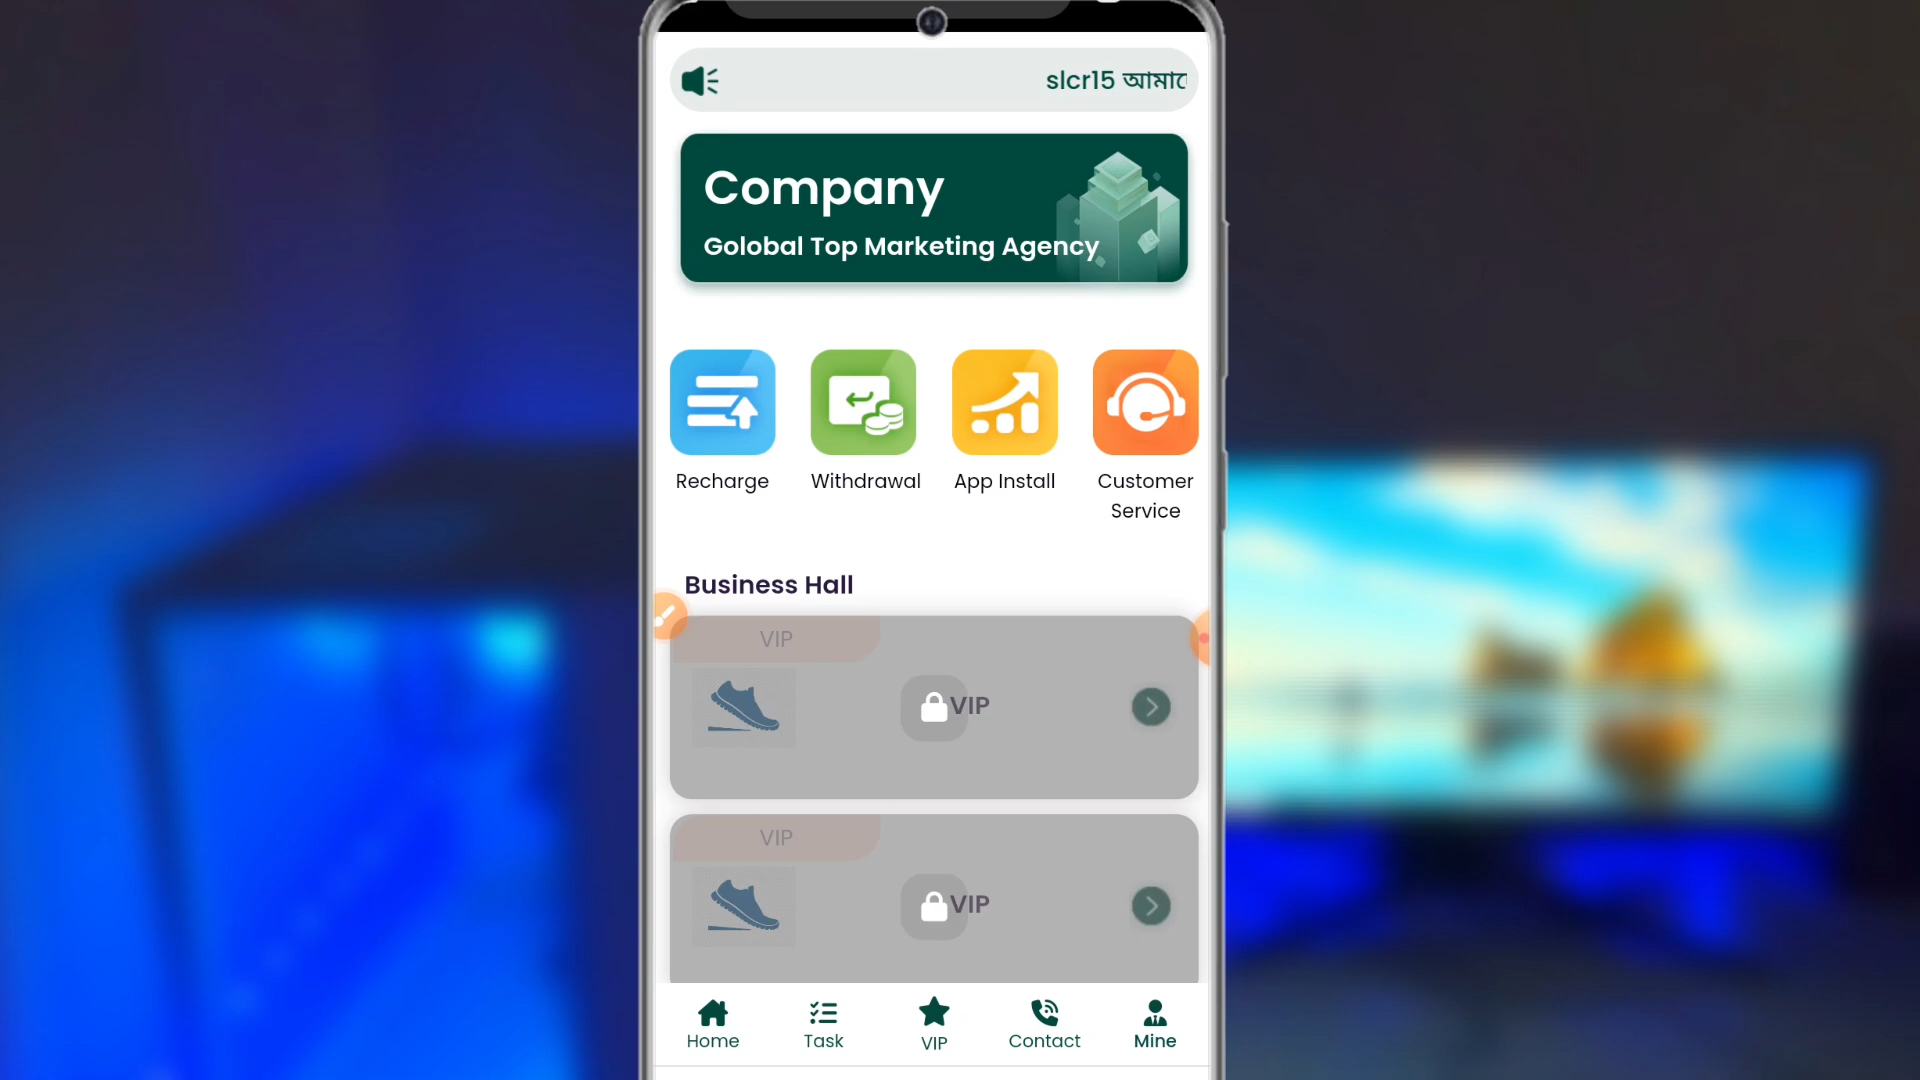 slcr15
Company
Golobal Top Marketing Agency
Recharge
Withdrawal
App Install
Customer
Service
Business Hall
VIP
VIP
VIP
VIP
Home
Task
VIP
Contact
Mine